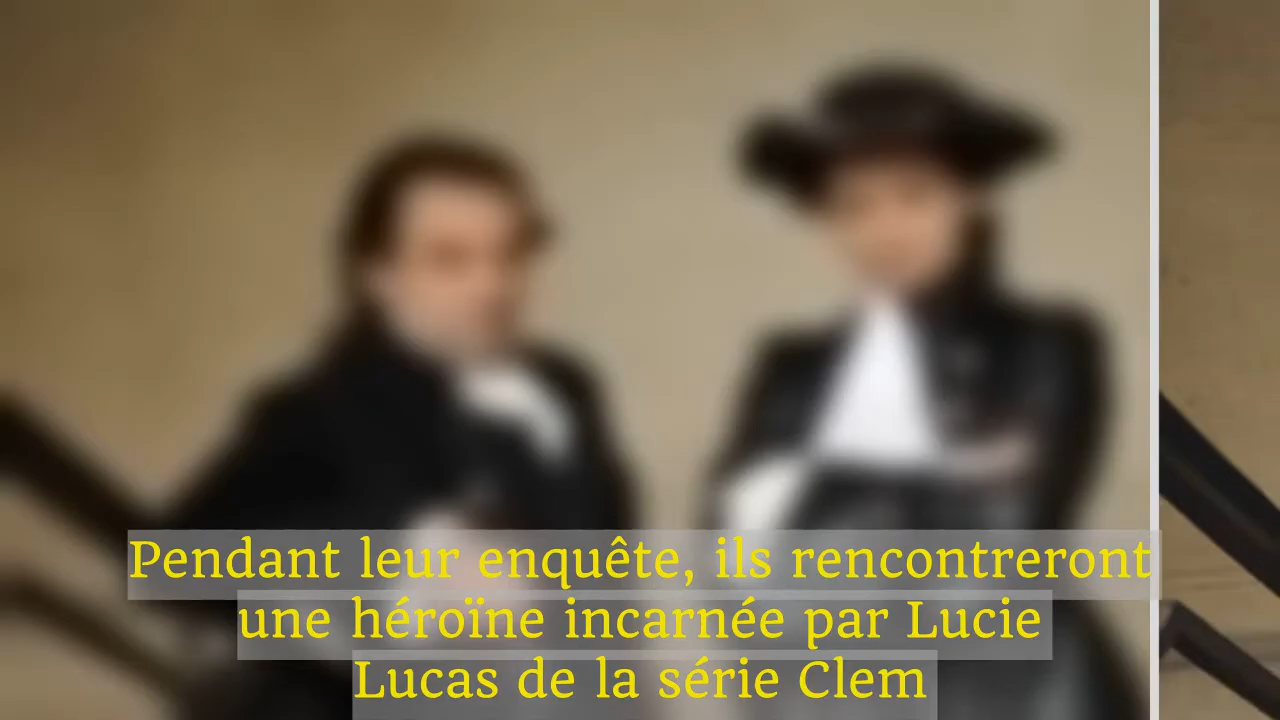 Pendant leur enquête, ils rencontreront
une héroïne incarnée par Lucie
Lucas de la série Clem